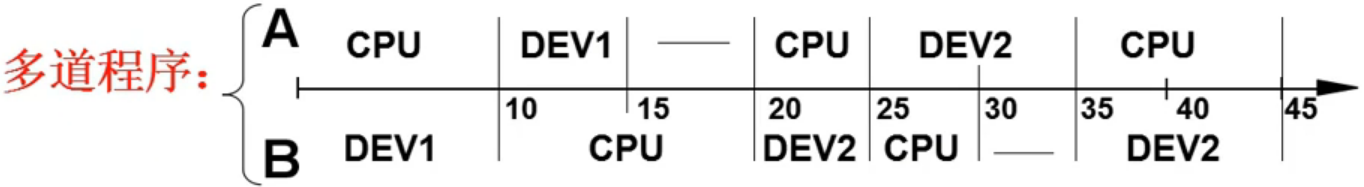 A CPU DEV1 CPU DEV2 CPU
多道程序：
10 15 20 25 30 35 40 45
B DEV1 CPU DEV2 CPU DEV2